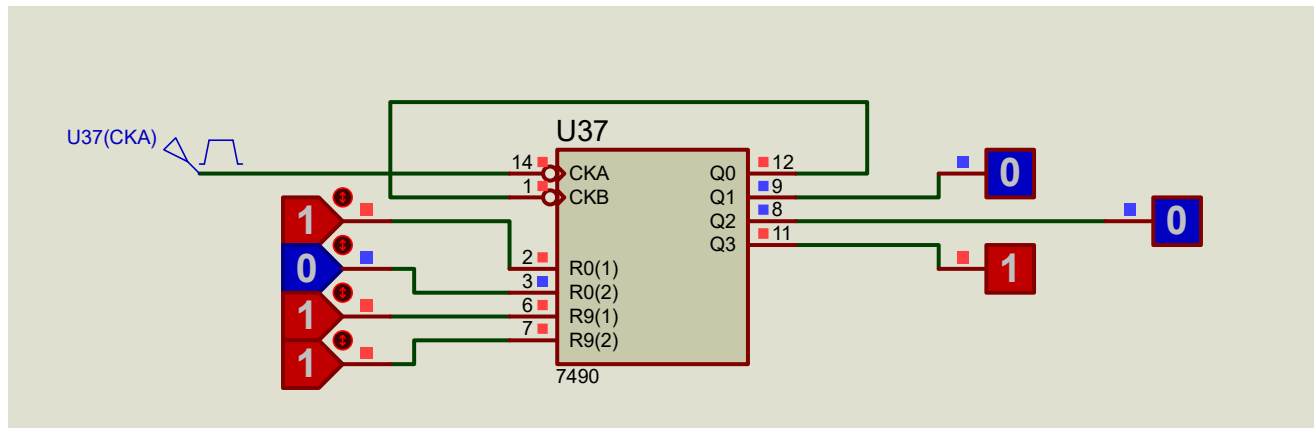 U37
U37(CKA)
14 CKA Q0 12
1 CKB Q1 9
Q2 8
Q3 11
2 R0(1)
3 R0(2)
6 R9(1)
7 R9(2)
7490
1
0
1
1
0
0
1